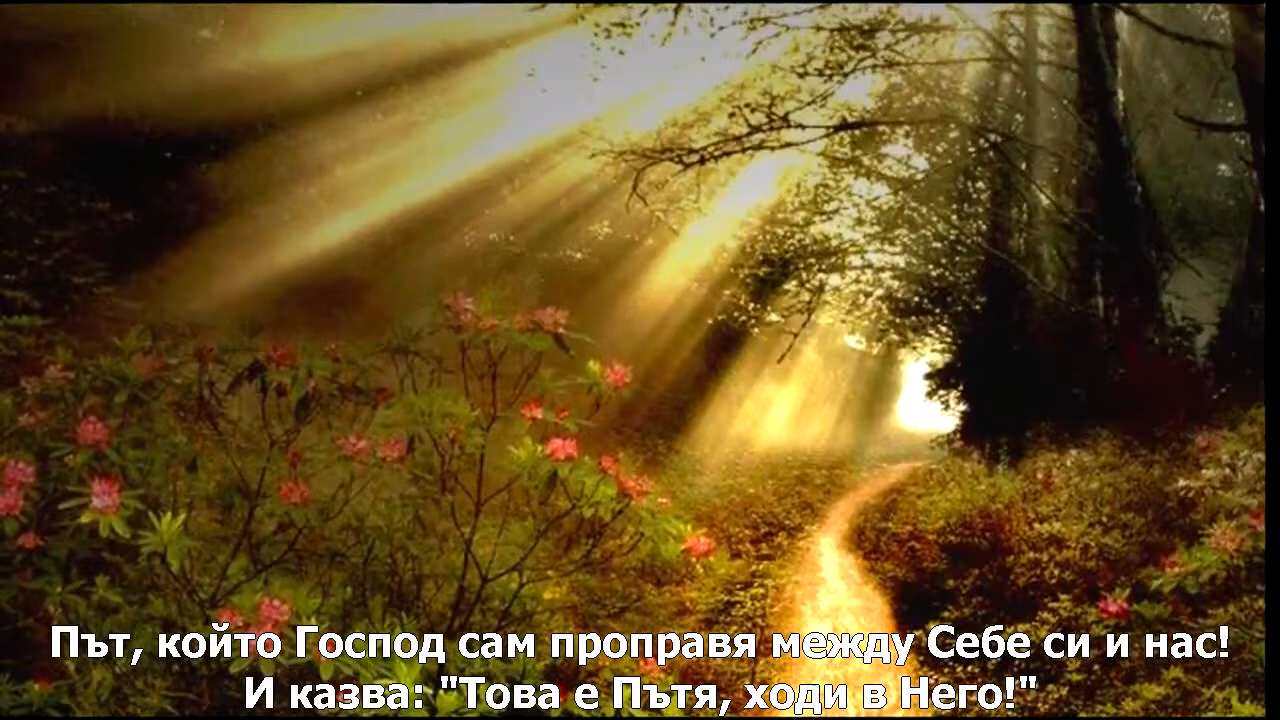 Път, който Господ сам проправя между Себе си и нас!
И казва: "Това е Пътя, ходи в Него!"